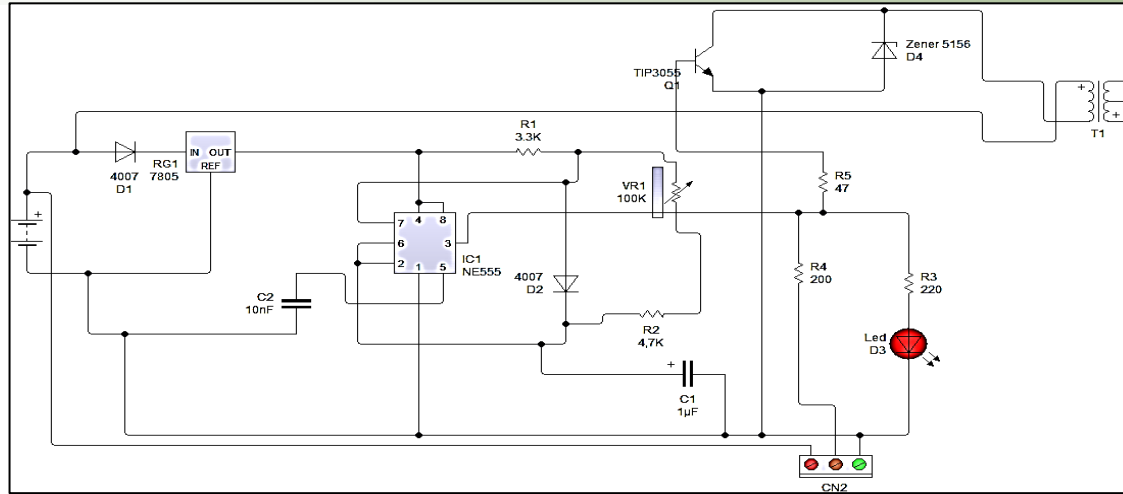 Zener 5156
D4
TIP3055
Q1
+
+
T1
R1
3.3K
IN OUT
REF
RG1
7805
4007
D1
R5
47
VR1
100K
+
7
4
8
6
3
2
1
5
IC1
NE555
4007
D2
R4
200
R3
220
C2
10nF
R2
4,7K
Led
D3
+
C1
1µF
CN2